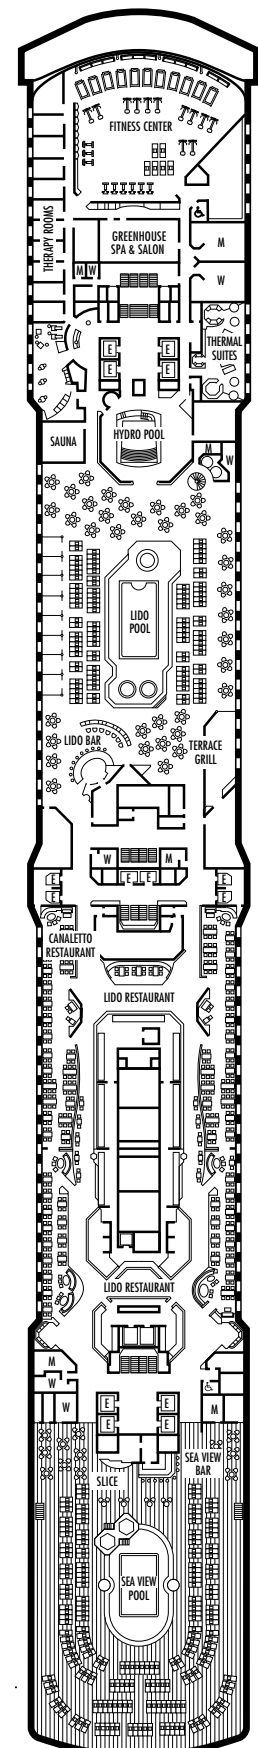 FITNESS CENTER
THERAPY ROOMS
GREENHOUSE
SPA & SALON
M
W
M W
THERMAL
SUITES
E E
E E
HYDRO POOL
SAUNA
M
W
LIDO
POOL
LIDO BAR
TERRACE
GRILL
W
M
E E
E
E
E
E
CANALETTO
RESTAURANT
LIDO RESTAURANT
LIDO RESTAURANT
M
W
W
M
E E
E E
SEA VIEW
BAR
SLICE
SEA VIEW
POOL